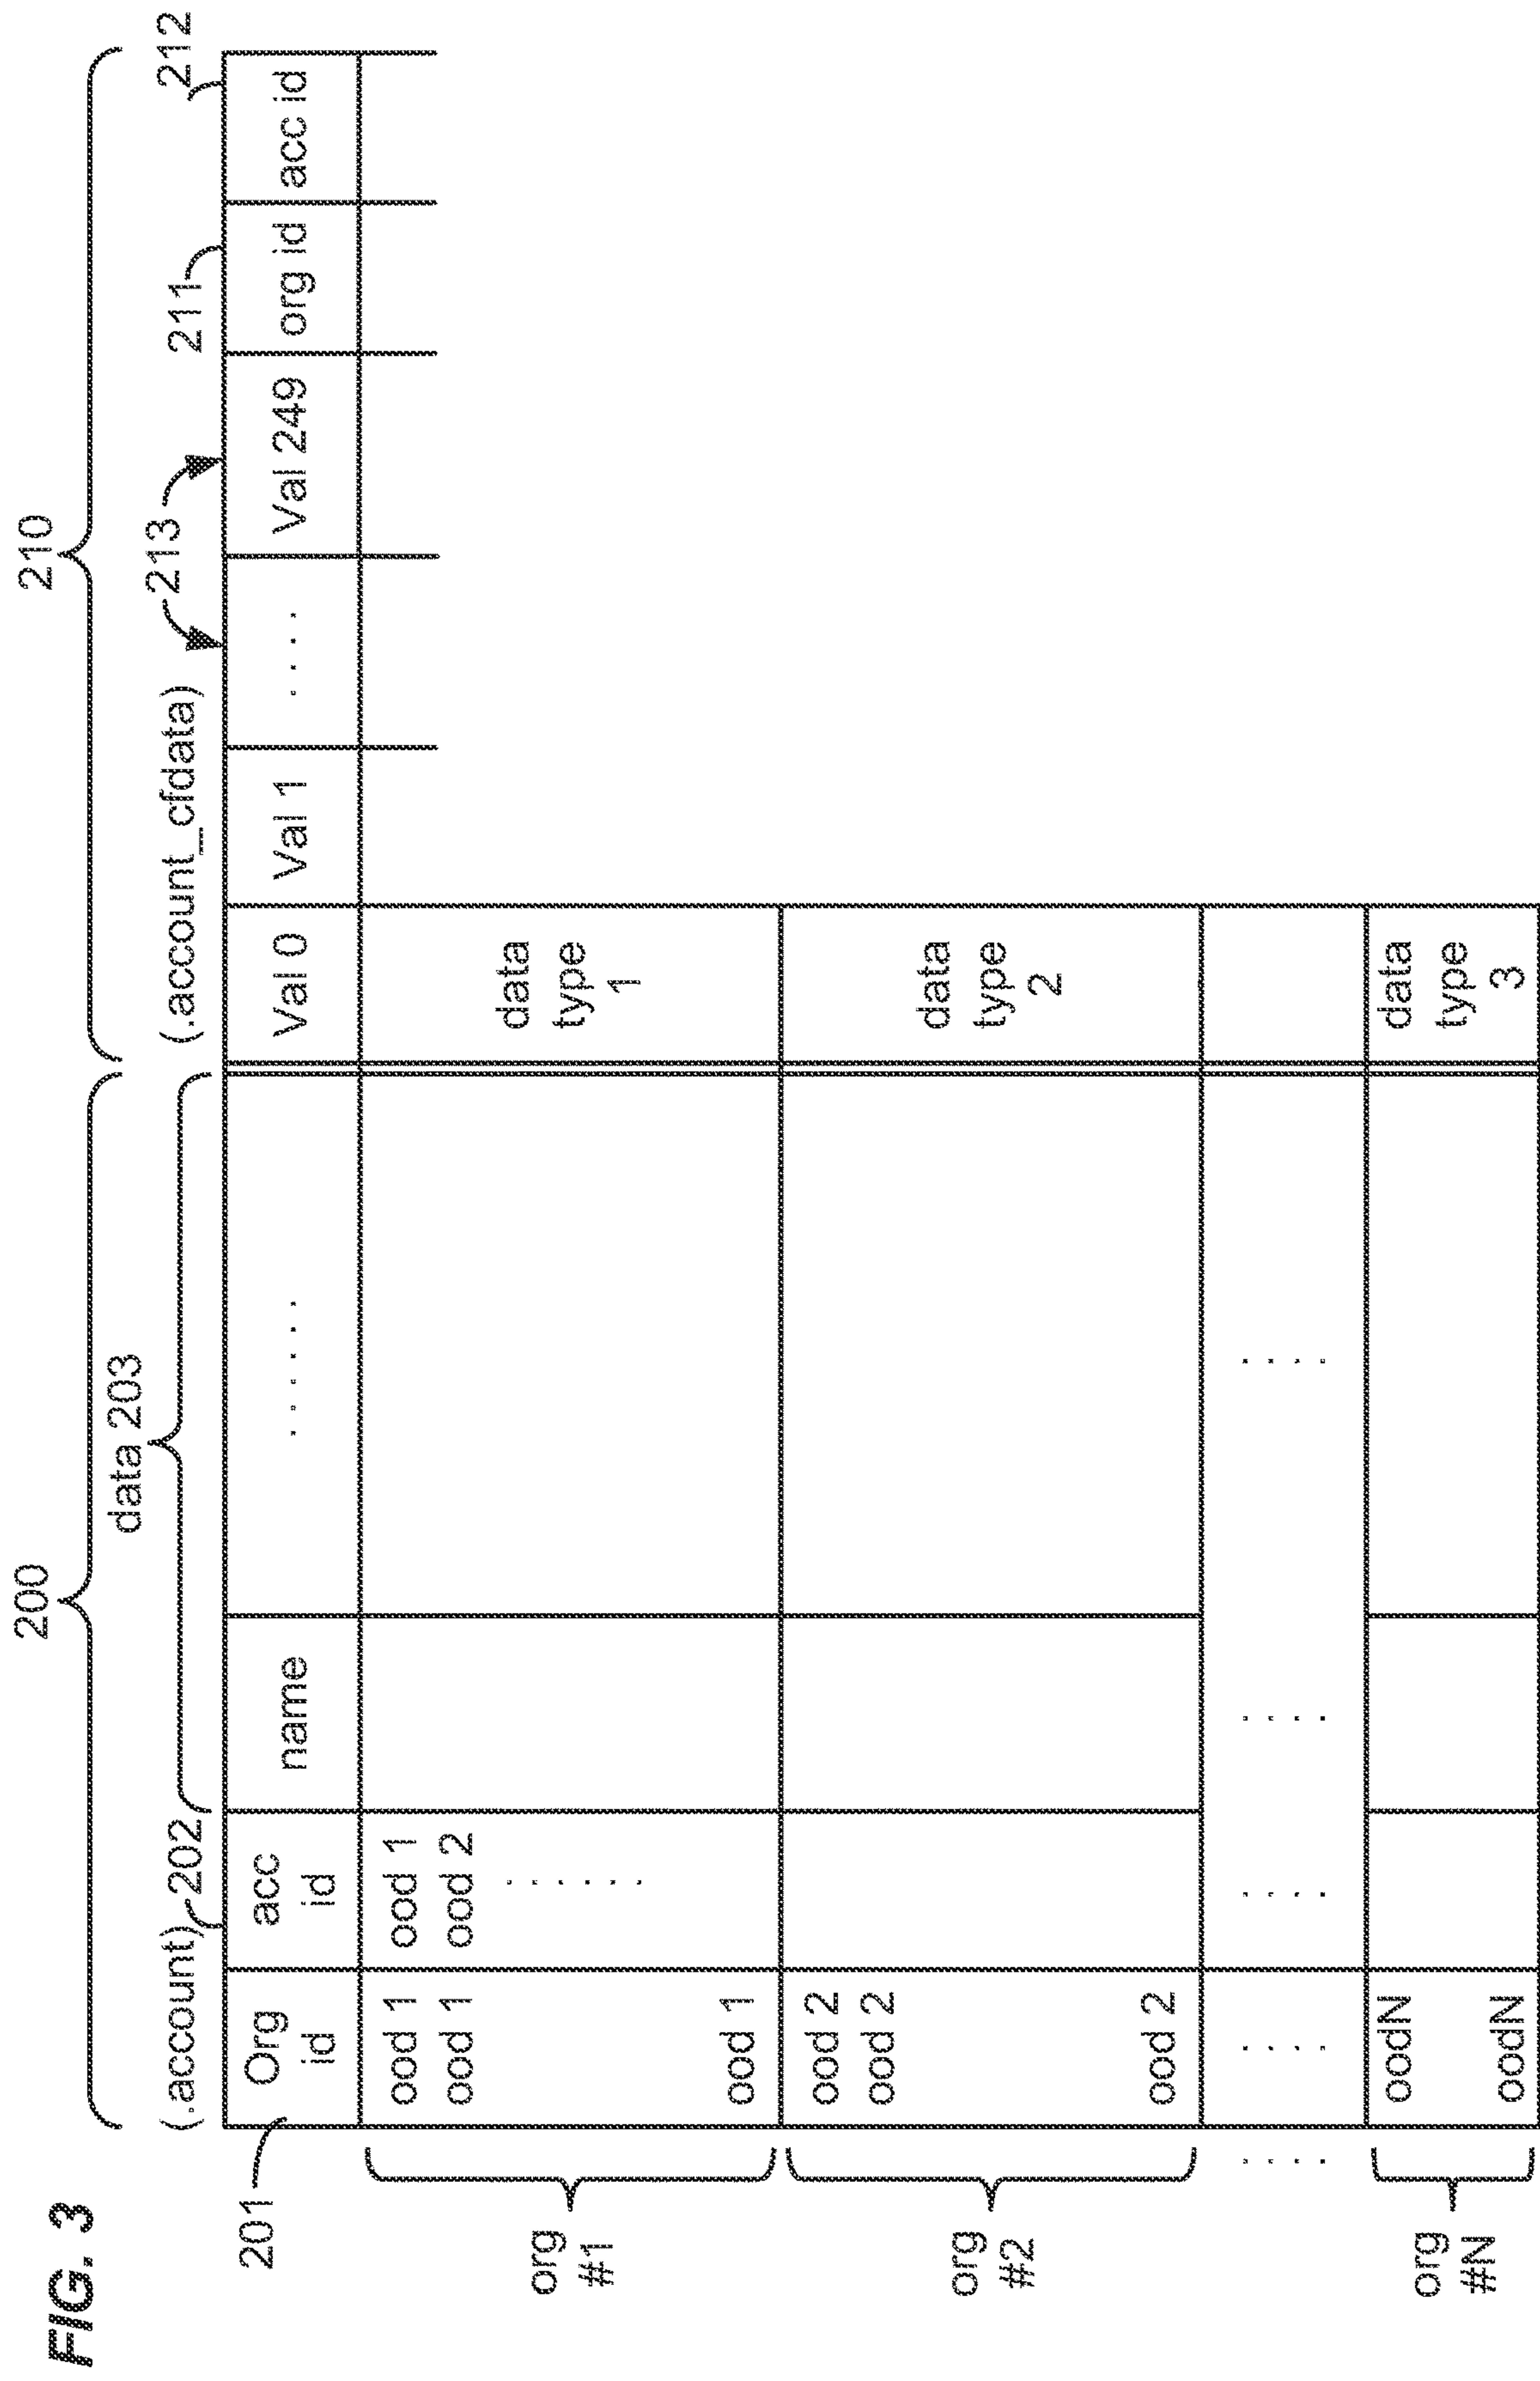 FIG. 3
200
210
data 203
(.account)
202
(.account_cfdata)
213
211
212
201
Org id
acc id
name
. . . . . .
Val 0
Val 1
. . . .
Val 249
org id
acc id
org #1
ood 1
ood 1
ood 1
ood 1
ood 2
. . . . . .
data type 1
org #2
ood 2
ood 2
ood 2
data type 2
. . . .
. . . .
. . . .
. . . .
. . . .
org #N
oodN
oodN
data type 3